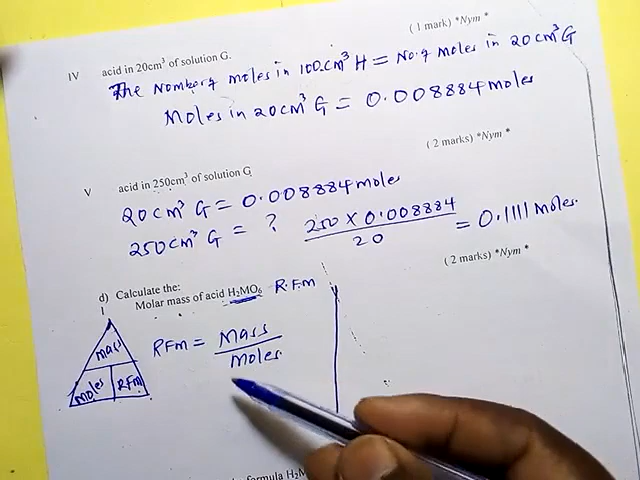 (1 mark) *Nym *
IV acid in 20cm³ of solution G.
The Number of moles in 100cm³ H = No. of moles in 20cm³ G
Moles in 20cm³ G = 0.008884 moles
(2 marks) *Nym *
V acid in 250cm³ of solution G
20cm³ G = 0.008884 moles
250cm³ G = ? 250 X 0.008884 / 20 = 0.1111 moles.
(2 marks) *Nym *
d) Calculate the:
I Molar mass of acid H₂MO₆ R.F.m
mass
moles RFm
RFm = Mass / moles
formula H₂M